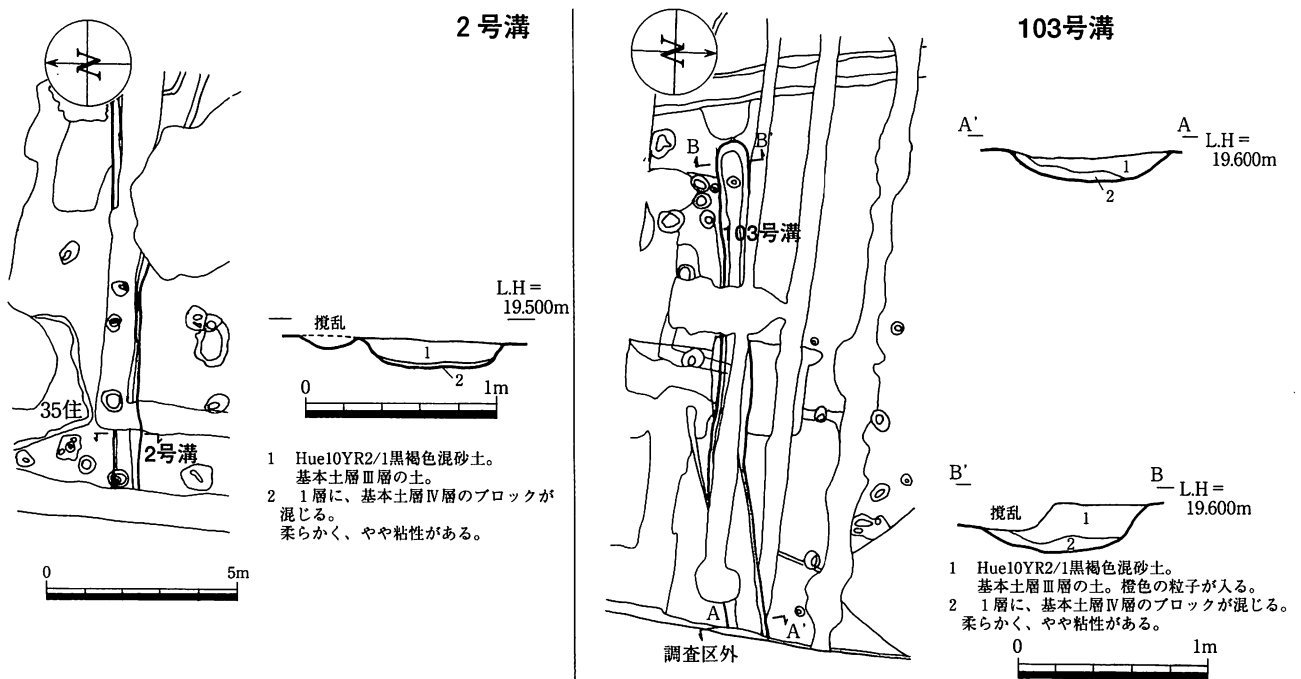 2号溝
N
L.H＝
19.500m
撹乱
1
2
0 1m
35住
2号溝
1 Hue10YR2/1黒褐色混砂土。
基本土層Ⅲ層の土。
2 1層に、基本土層Ⅳ層のブロックが
混じる。
柔らかく、やや粘性がある。
0 5m
103号溝
N
A' A
L.H＝
19.600m
1
2
B B'
103号溝
A A'
調査区外
B' B
L.H＝
19.600m
撹乱
1
2
1 Hue10YR2/1黒褐色混砂土。
基本土層Ⅲ層の土。橙色の粒子が入る。
2 1層に、基本土層Ⅳ層のブロックが混じる。
柔らかく、やや粘性がある。
0 1m